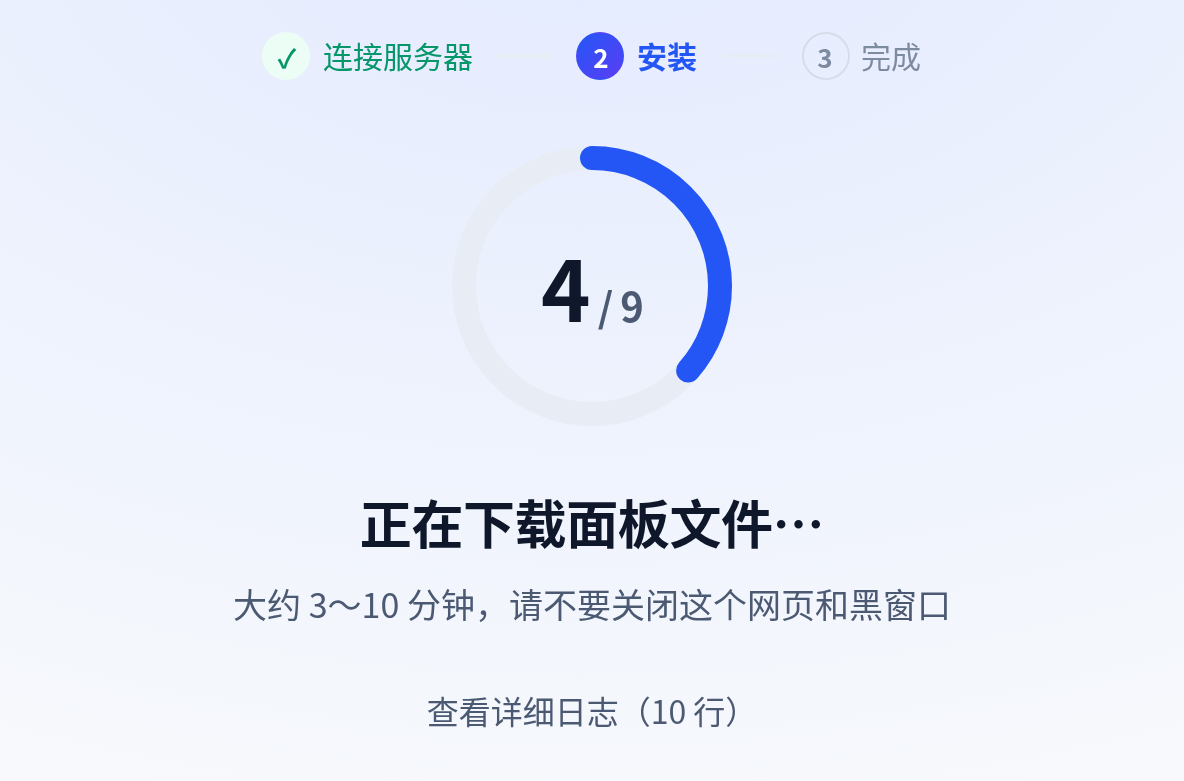 ✓ 连接服务器 2 安装 3 完成
4 / 9
正在下载面板文件…
大约 3～10 分钟，请不要关闭这个网页和黑窗口
查看详细日志（10 行）